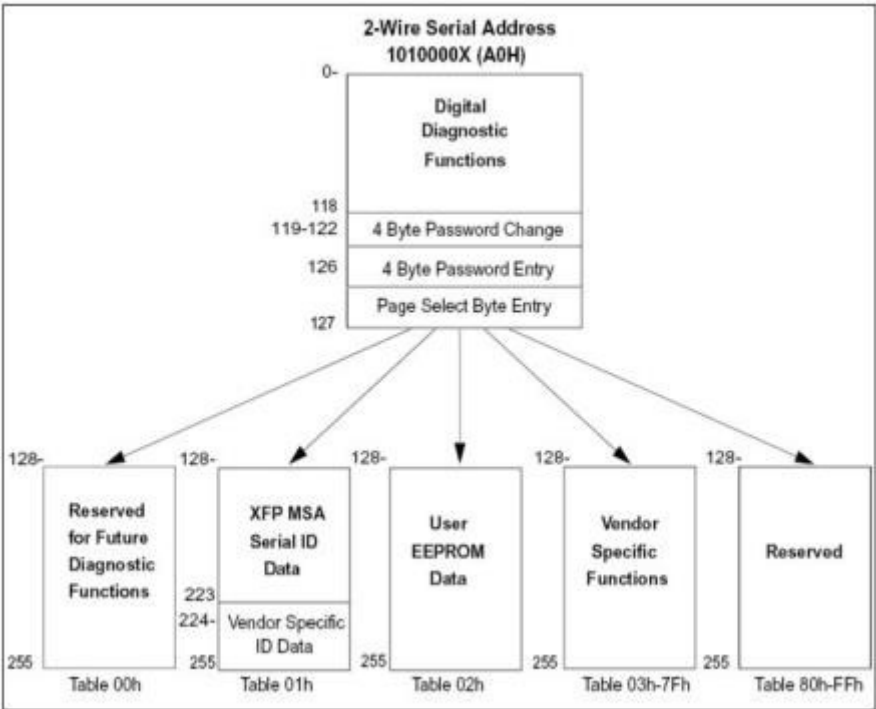 2-Wire Serial Address
1010000X (A0H)
0-
Digital
Diagnostic
Functions
118
119-122
4 Byte Password Change
126
4 Byte Password Entry
Page Select Byte Entry
127
128-
Reserved
for Future
Diagnostic
Functions
255
Table 00h
128-
XFP MSA
Serial ID
Data
223
224-
Vendor Specific
ID Data
255
Table 01h
128-
User
EEPROM
Data
255
Table 02h
128-
Vendor
Specific
Functions
255
Table 03h-7Fh
128-
Reserved
255
Table 80h-FFh